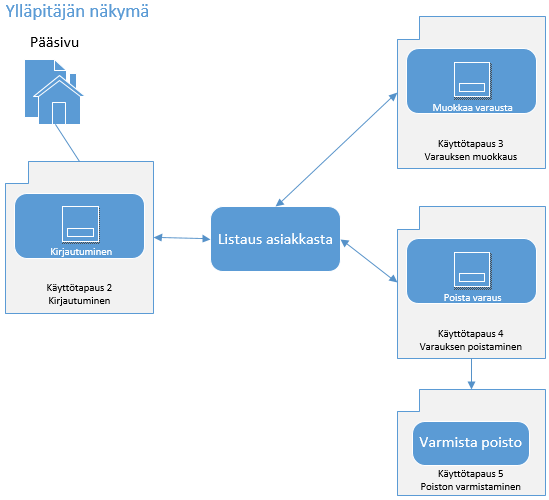 Ylläpitäjän näkymä
Pääsivu
Kirjautuminen
Käyttötapaus 2
Kirjautuminen
Listaus asiakkasta
Muokkaa varausta
Käyttötapaus 3
Varauksen muokkaus
Poista varaus
Käyttötapaus 4
Varauksen poistaminen
Varmista poisto
Käyttötapaus 5
Poiston varmistaminen